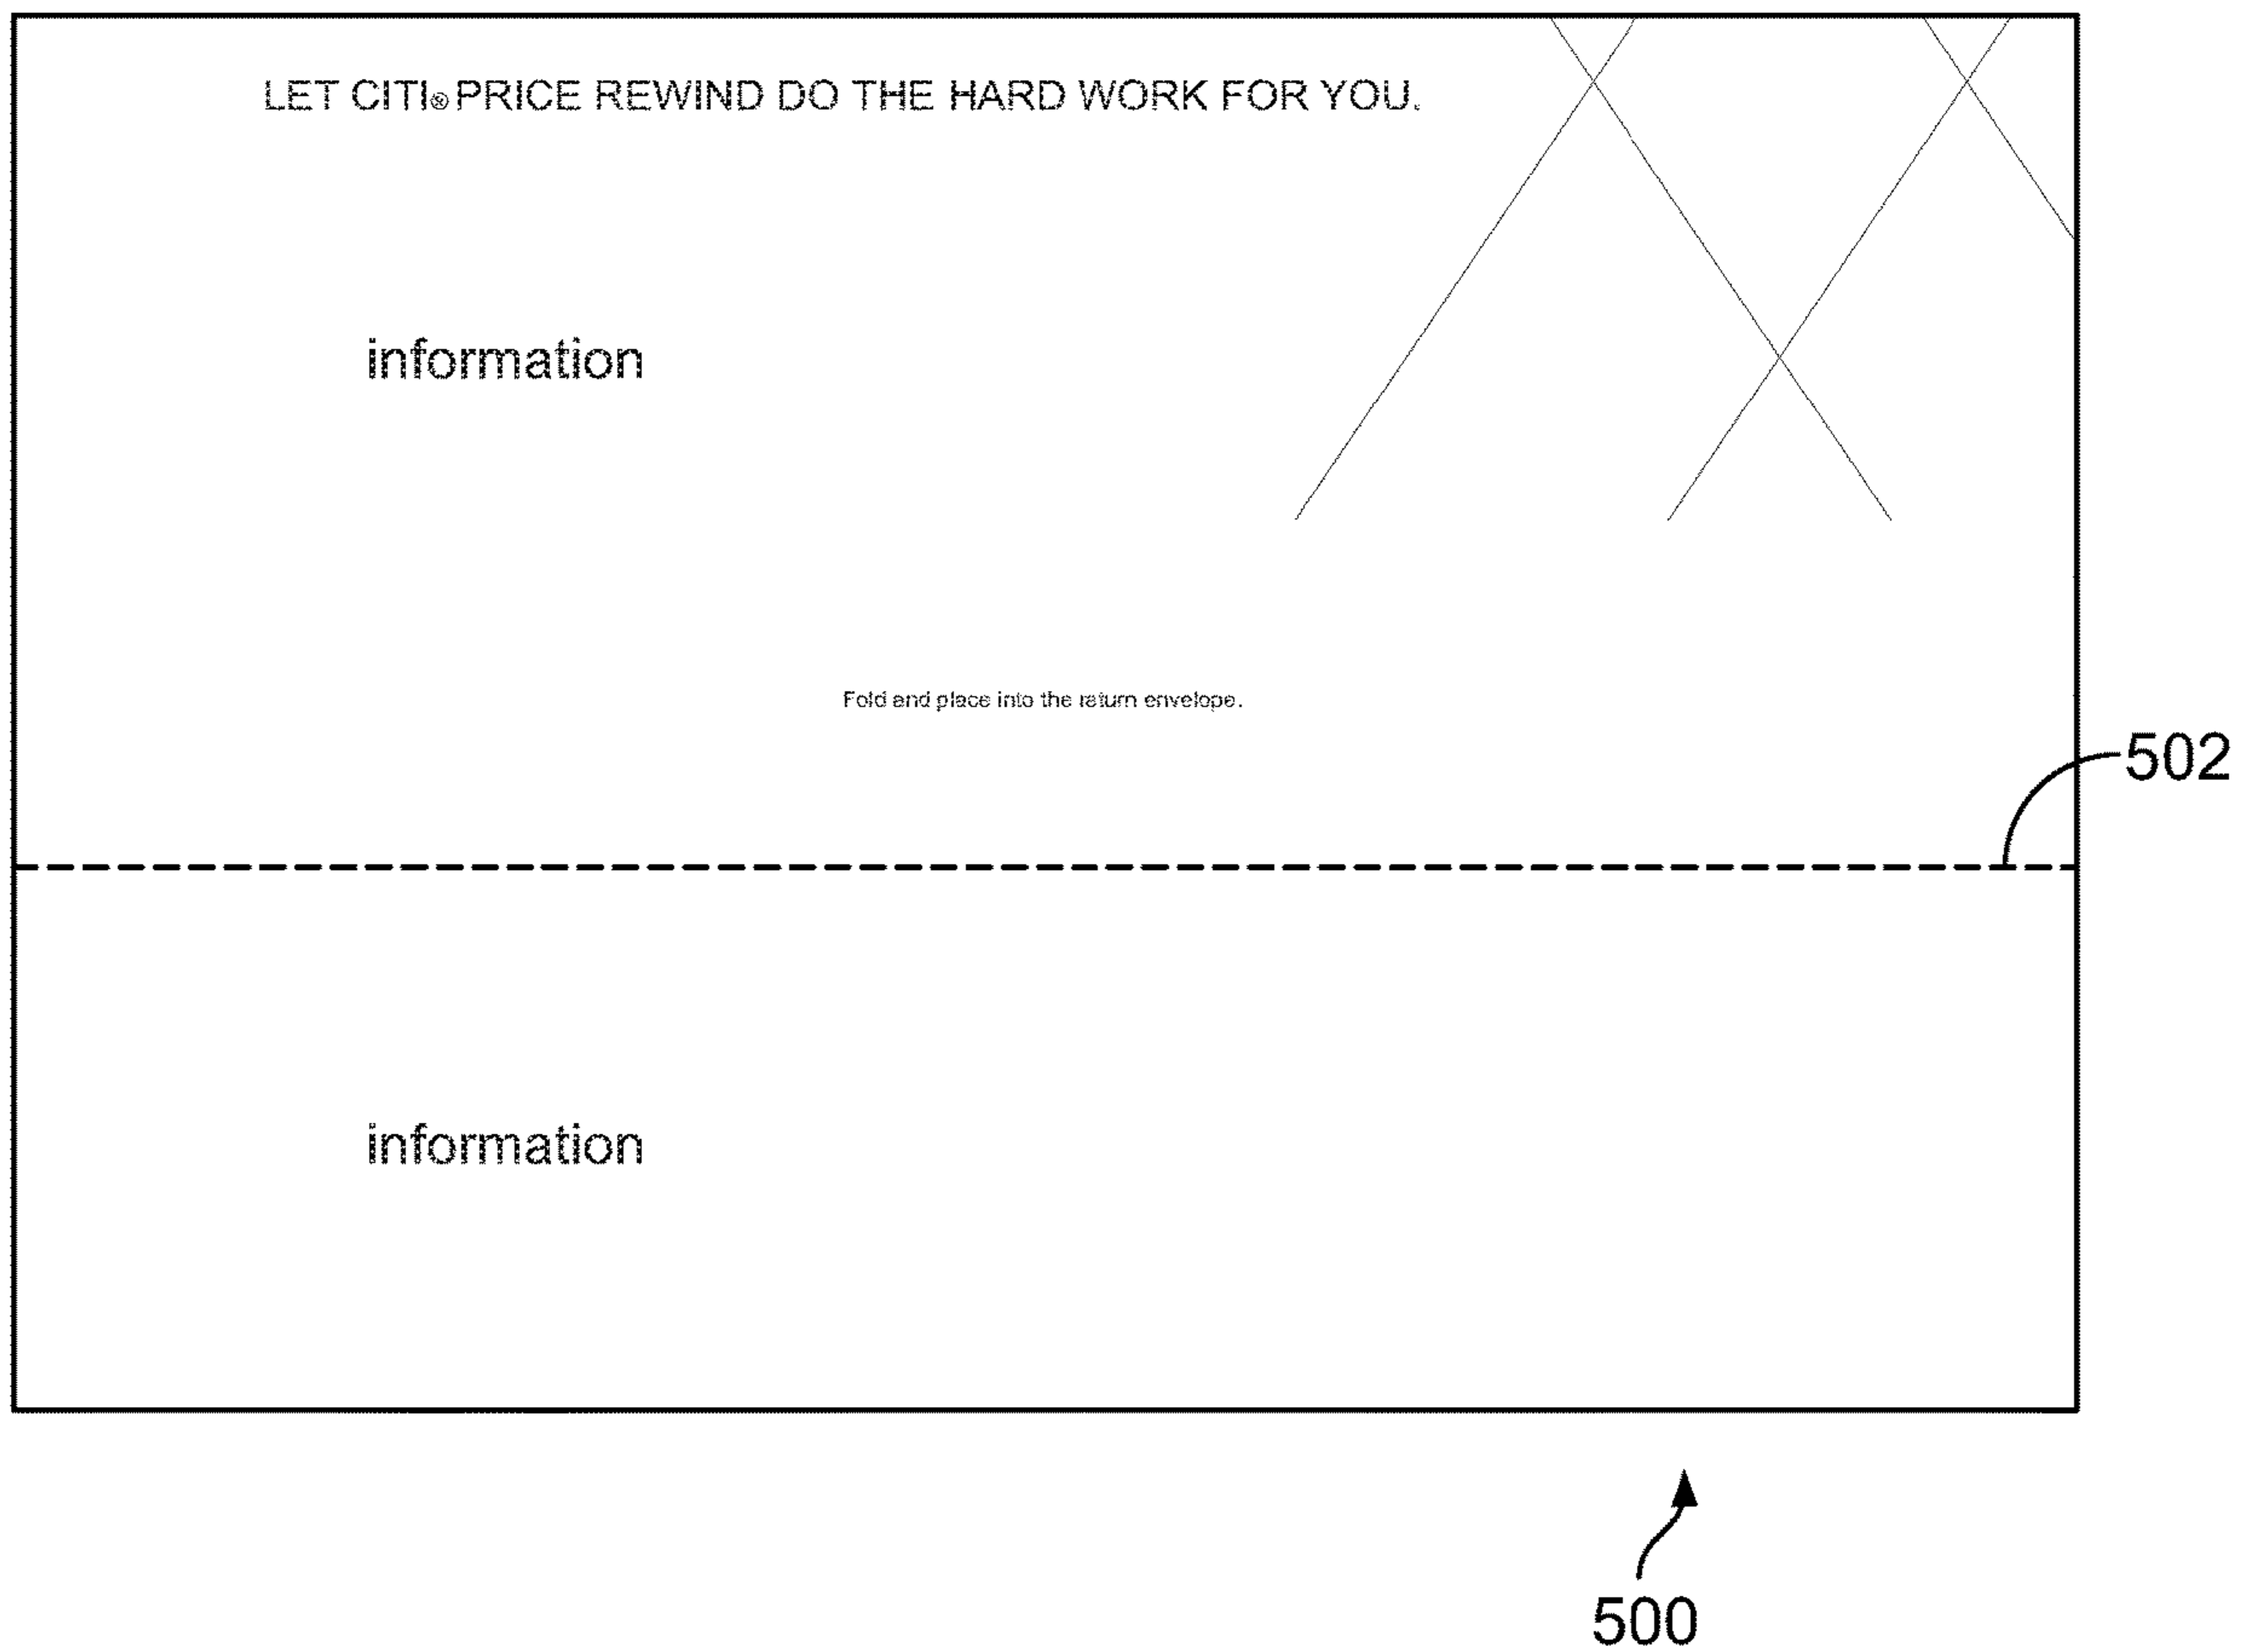 LET CITI® PRICE REWIND DO THE HARD WORK FOR YOU.
information
Fold and place into the return envelope.
502
information
500